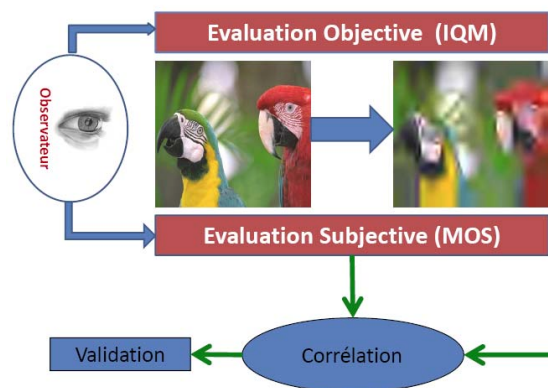 Evaluation Objective (IQM)
Observateur
Evaluation Subjective (MOS)
Validation
Corrélation